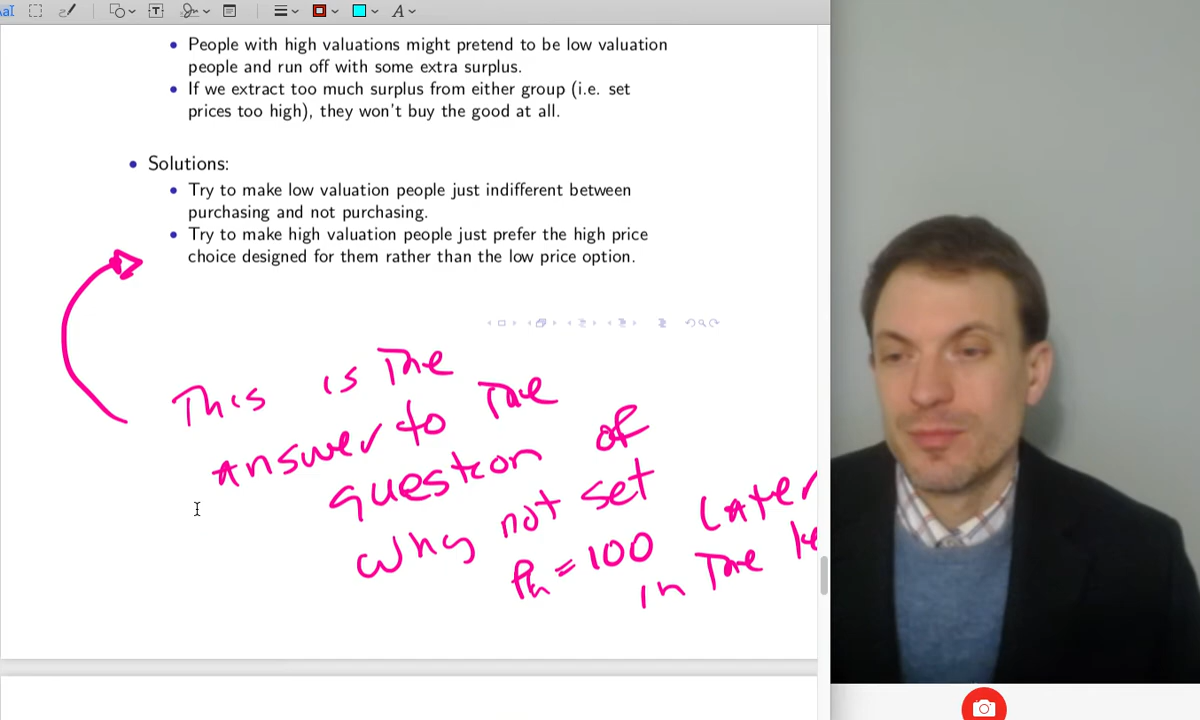 People with high valuations might pretend to be low valuation
people and run off with some extra surplus.
If we extract too much surplus from either group (i.e. set
prices too high), they won't buy the good at all.
Solutions:
Try to make low valuation people just indifferent between
purchasing and not purchasing.
Try to make high valuation people just prefer the high price
choice designed for them rather than the low price option.
This is The
Answer to The
question of
why not set
Ph = 100 Later
in The